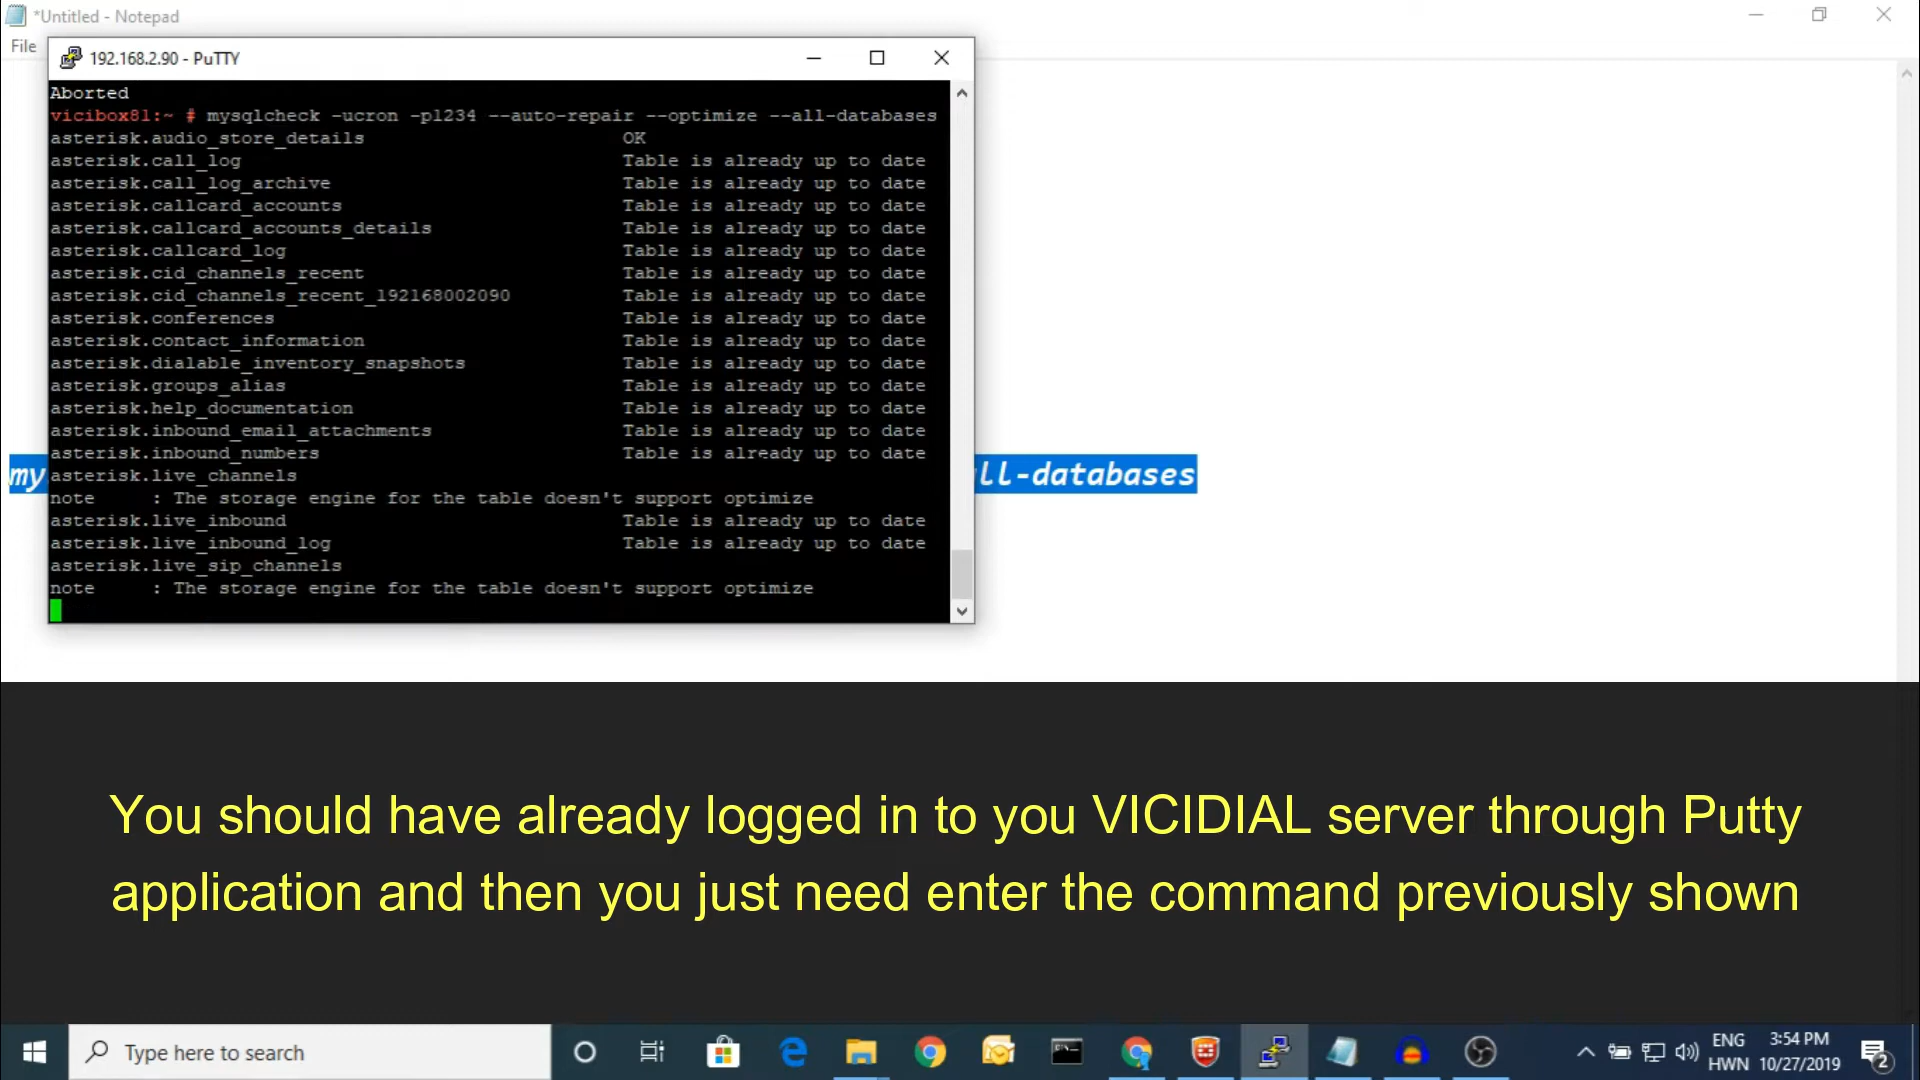 *Untitled - Notepad
File
192.168.2.90 - PuTTY
Aborted
vicibox81:~ # mysqlcheck -ucron -p1234 --auto-repair --optimize --all-databases
asterisk.audio_store_details OK
asterisk.call_log Table is already up to date
asterisk.call_log_archive Table is already up to date
asterisk.callcard_accounts Table is already up to date
asterisk.callcard_accounts_details Table is already up to date
asterisk.callcard_log Table is already up to date
asterisk.cid_channels_recent Table is already up to date
asterisk.cid_channels_recent_192168002090 Table is already up to date
asterisk.conferences Table is already up to date
asterisk.contact_information Table is already up to date
asterisk.dialable_inventory_snapshots Table is already up to date
asterisk.groups_alias Table is already up to date
asterisk.help_documentation Table is already up to date
asterisk.inbound_email_attachments Table is already up to date
asterisk.inbound_numbers Table is already up to date
asterisk.live_channels
note : The storage engine for the table doesn't support optimize
asterisk.live_inbound Table is already up to date
asterisk.live_inbound_log Table is already up to date
asterisk.live_sip_channels
note : The storage engine for the table doesn't support optimize
my ll-databases
You should have already logged in to you VICIDIAL server through Putty
application and then you just need enter the command previously shown
Type here to search
ENG
HWN
3:54 PM
10/27/2019
2